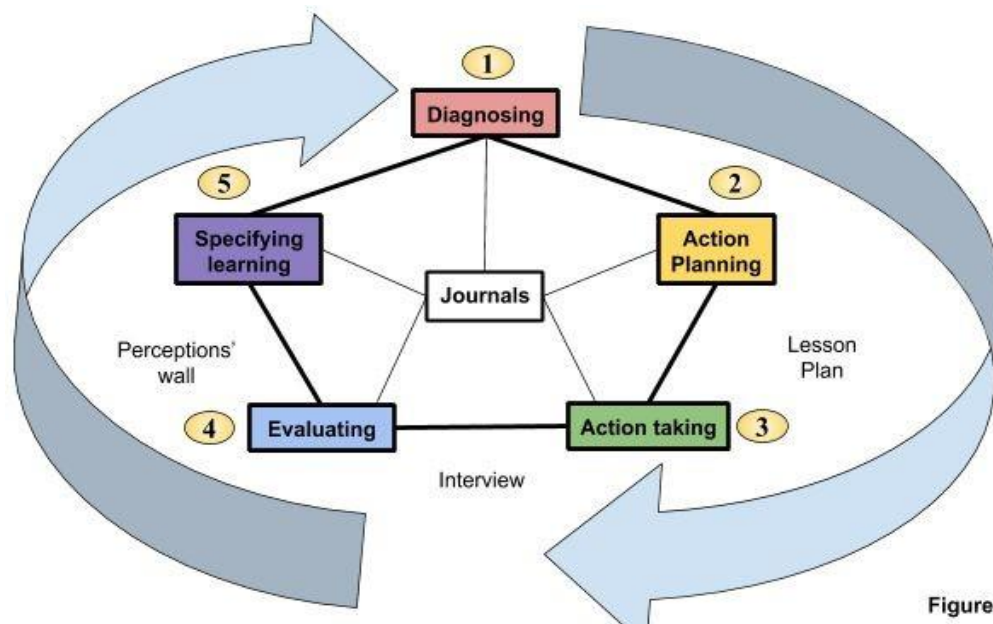 1
Diagnosing
5
2
Specifying
learning
Action
Planning
Journals
Perceptions’
wall
Lesson
Plan
4
Evaluating
Action taking
3
Interview
Figure